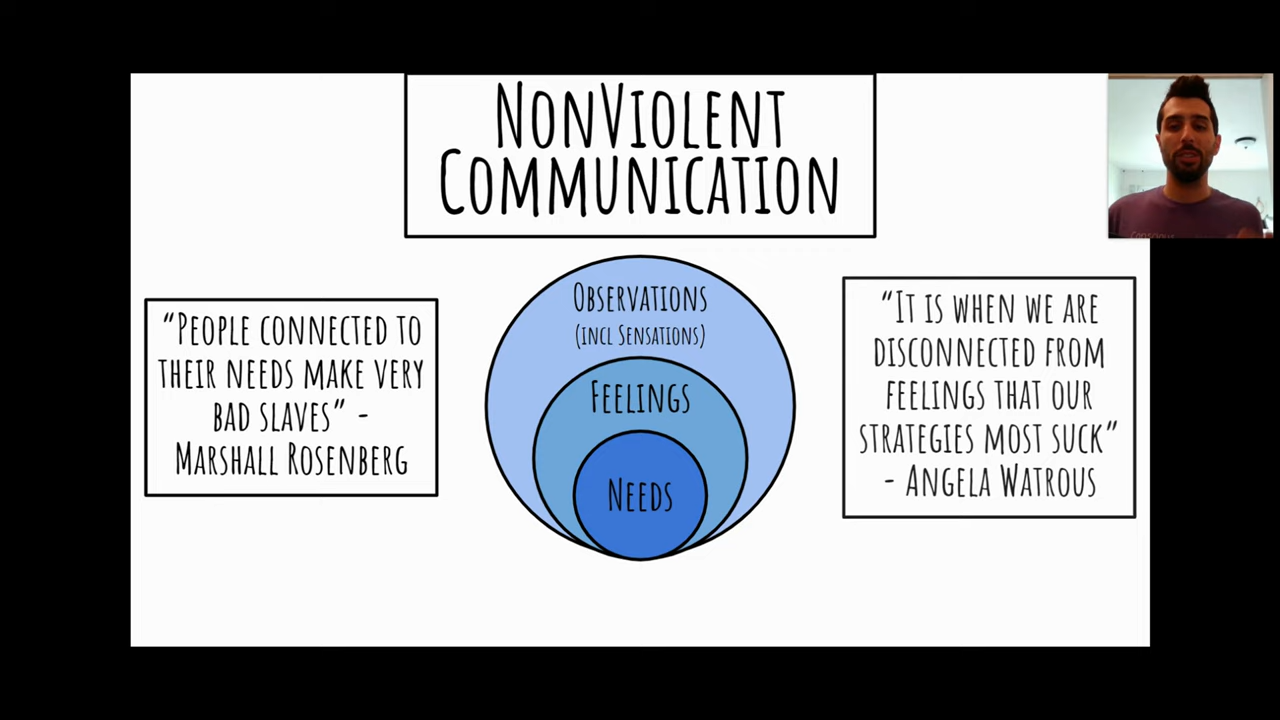 NonViolent
Communication
"People connected to
their needs make very
bad slaves" -
Marshall Rosenberg
Observations
(incl Sensations)
Feelings
Needs
"It is when we are
disconnected from
feelings that our
strategies most suck"
- Angela Watrous
Conscious